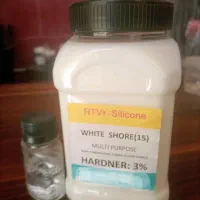 RTV- Silicone
WHITE SHORE(15)
MULTI PURPOSE
HARDNER: 3%